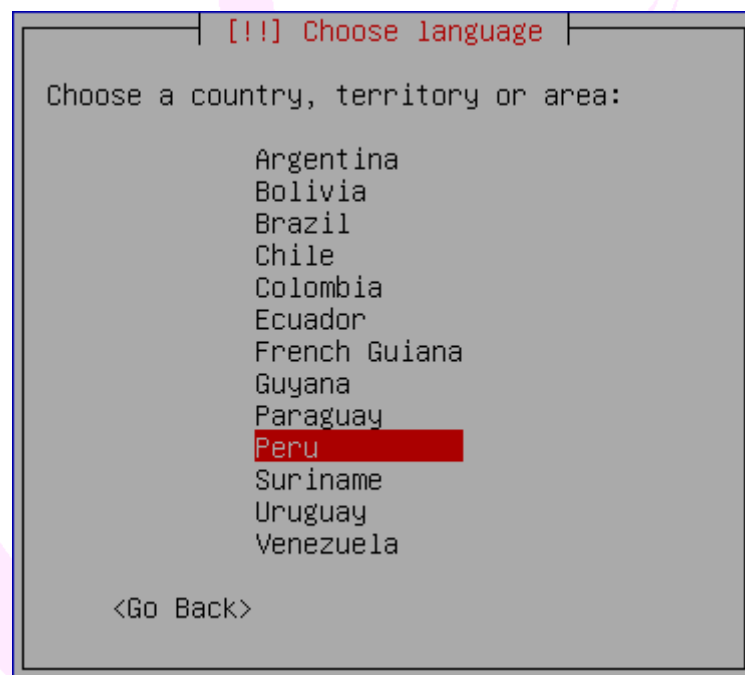 [!!] Choose language
Choose a country, territory or area:
Argentina
Bolivia
Brazil
Chile
Colombia
Ecuador
French Guiana
Guyana
Paraguay
Peru
Suriname
Uruguay
Venezuela
<Go Back>